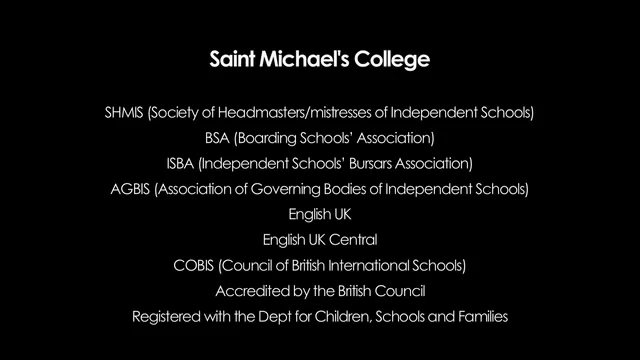 Saint Michael's College
SHMIS (Society of Headmasters/mistresses of Independent Schools)
BSA (Boarding Schools’ Association)
ISBA (Independent Schools’ Bursars Association)
AGBIS (Association of Governing Bodies of Independent Schools)
English UK
English UK Central
COBIS (Council of British International Schools)
Accredited by the British Council
Registered with the Dept for Children, Schools and Families